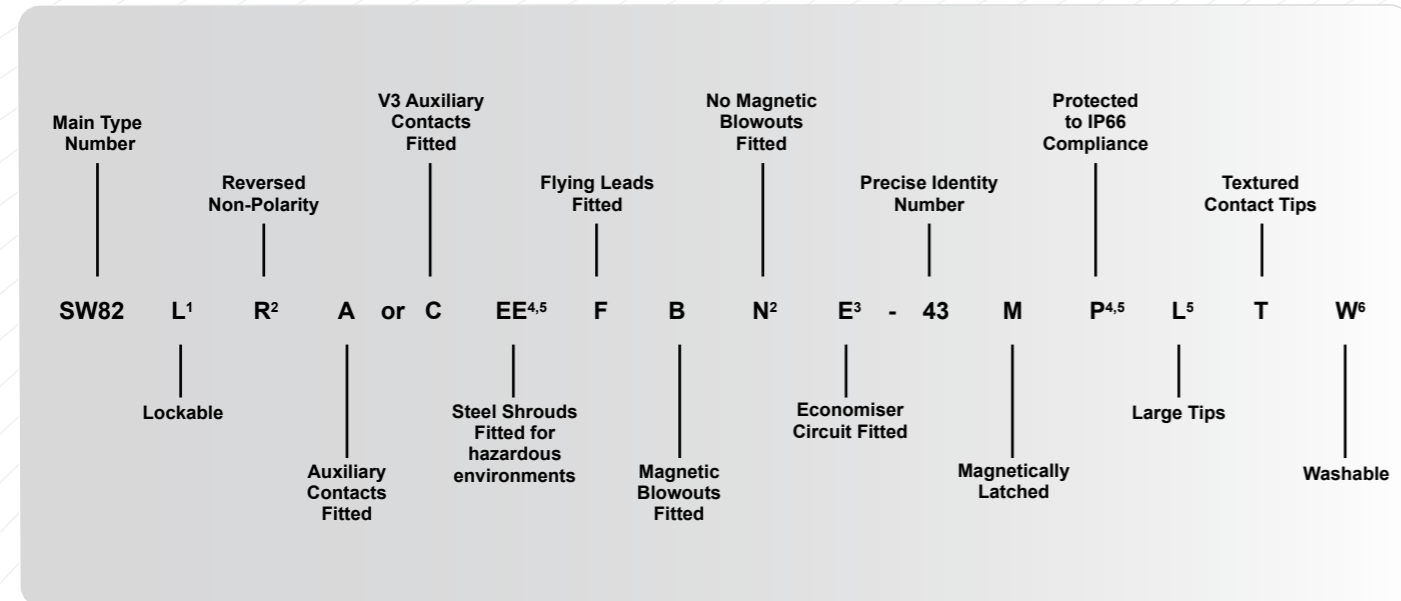 Main Type
Number
Reversed
Non-Polarity
V3 Auxiliary
Contacts
Fitted
Flying Leads
Fitted
No Magnetic
Blowouts
Fitted
Precise Identity
Number
Protected
to IP66
Compliance
Textured
Contact Tips
SW82 L¹ R² A or C EE⁴,⁵ F B N² E³ - 43 M P⁴,⁵ L⁵ T W⁶
Lockable
Auxiliary
Contacts
Fitted
Steel Shrouds
Fitted for
hazardous
environments
Magnetic
Blowouts
Fitted
Economiser
Circuit Fitted
Magnetically
Latched
Large Tips
Washable